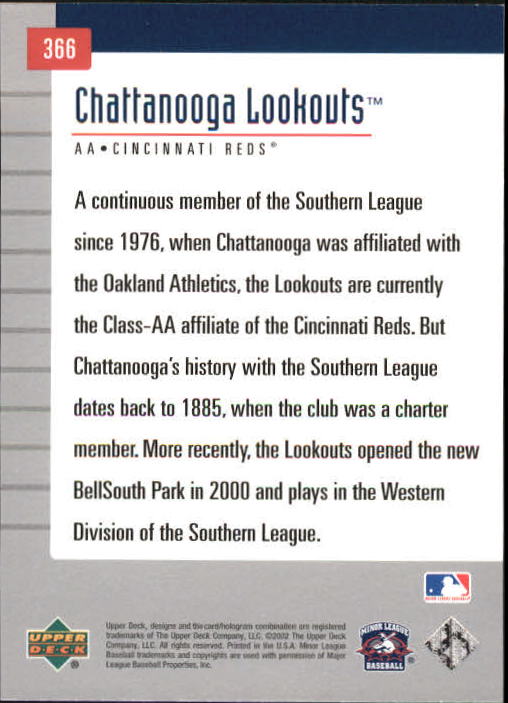 366
Chattanooga Lookouts™
AA•CINCINNATI REDS®
A continuous member of the Southern League
since 1976, when Chattanooga was affiliated with
the Oakland Athletics, the Lookouts are currently
the Class-AA affiliate of the Cincinnati Reds. But
Chattanooga's history with the Southern League
dates back to 1885, when the club was a charter
member. More recently, the Lookouts opened the new
BellSouth Park in 2000 and plays in the Western
Division of the Southern League.
UPPER
DECK
®
Upper Deck, designs and the card/hologram combination are registered
trademarks of The Upper Deck Company, LLC. ©2002 The Upper Deck
Company, LLC. All rights reserved. Printed in the U.S.A. Minor League
Baseball trademarks and copyrights are used with permission of Major
League Baseball Properties, Inc.
MINOR LEAGUE
BASEBALL
®
MAJOR LEAGUE BASEBALL